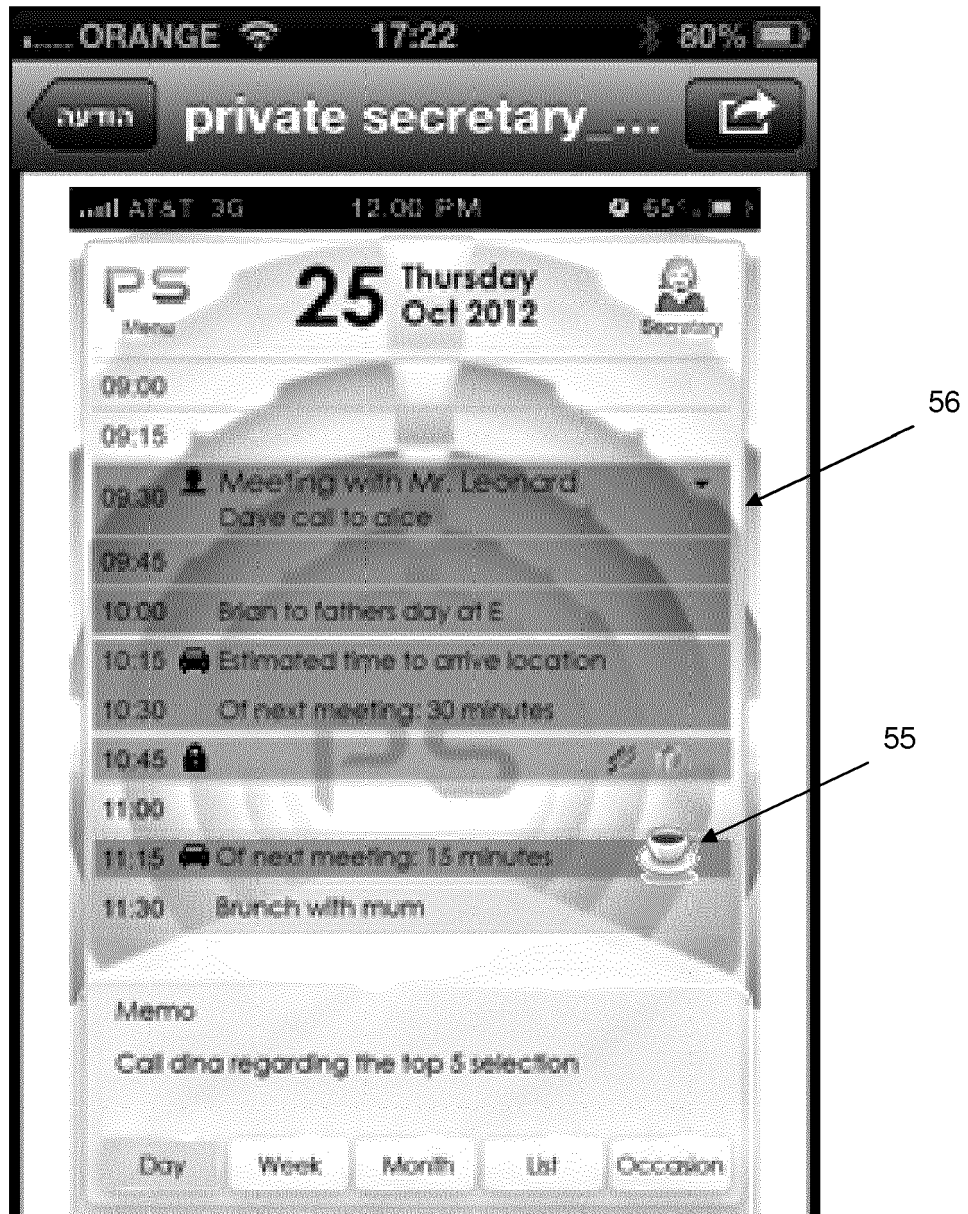 ORANGE 17:22 80%
הודעה private secretary_...
AT&T 3G 12.00 PM 65%
PS 25 Thursday
Oct 2012
Menu Secretary
09:00
09:15
09:30 Meeting with Mr. Leonard
Dave call to alice
09:45
10:00 Brian to fathers day at E
10:15 Estimated time to arrive location
10:30 Of next meeting: 30 minutes
PS
10:45
11:00
11:15 Of next meeting: 15 minutes
11:30 Brunch with mum
Memo
Call dina regarding the top 5 selection
Day Week Month List Occasion
56
55